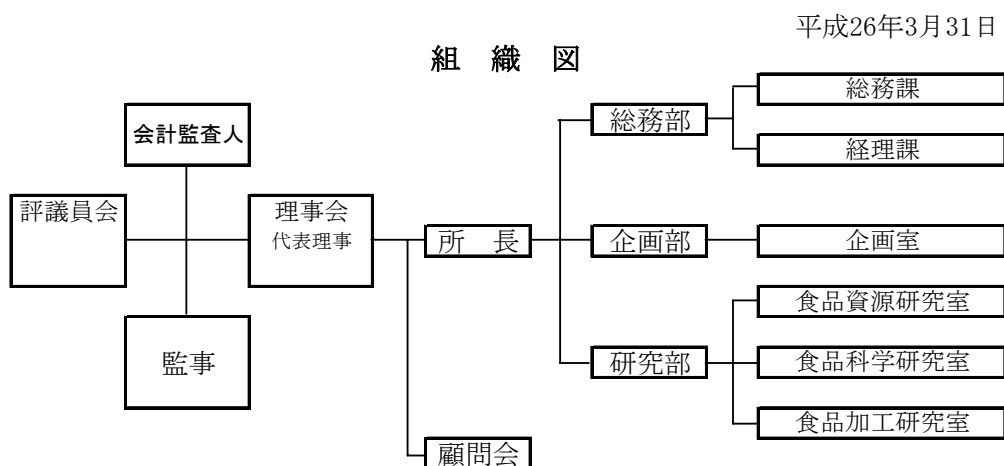 平成26年3月31日
組 織 図
会計監査人
評議員会
理事会
代表理事
監事
所 長
顧問会
総務部
企画部
研究部
総務課
経理課
企画室
食品資源研究室
食品科学研究室
食品加工研究室